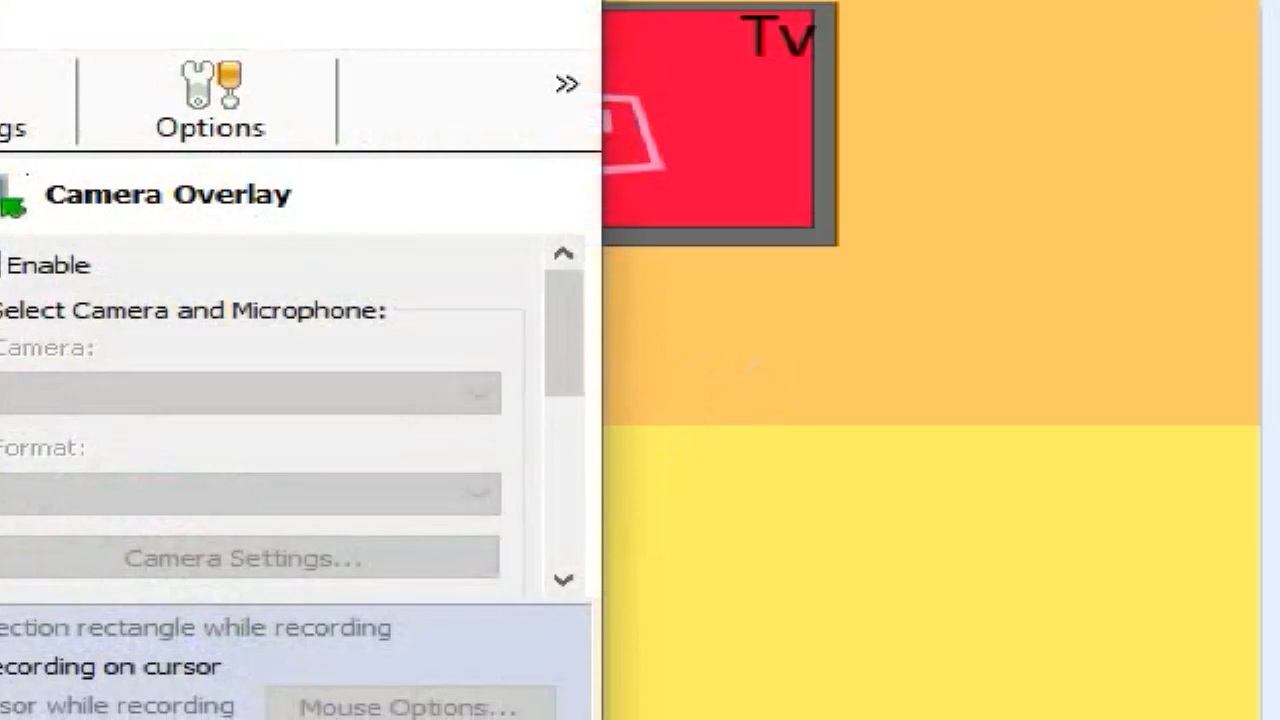 Tv
gs
Options
Camera Overlay
Enable
Select Camera and Microphone:
Camera:
Format:
Camera Settings...
ection rectangle while recording
ecording on cursor
sor while recording
Mouse Options...